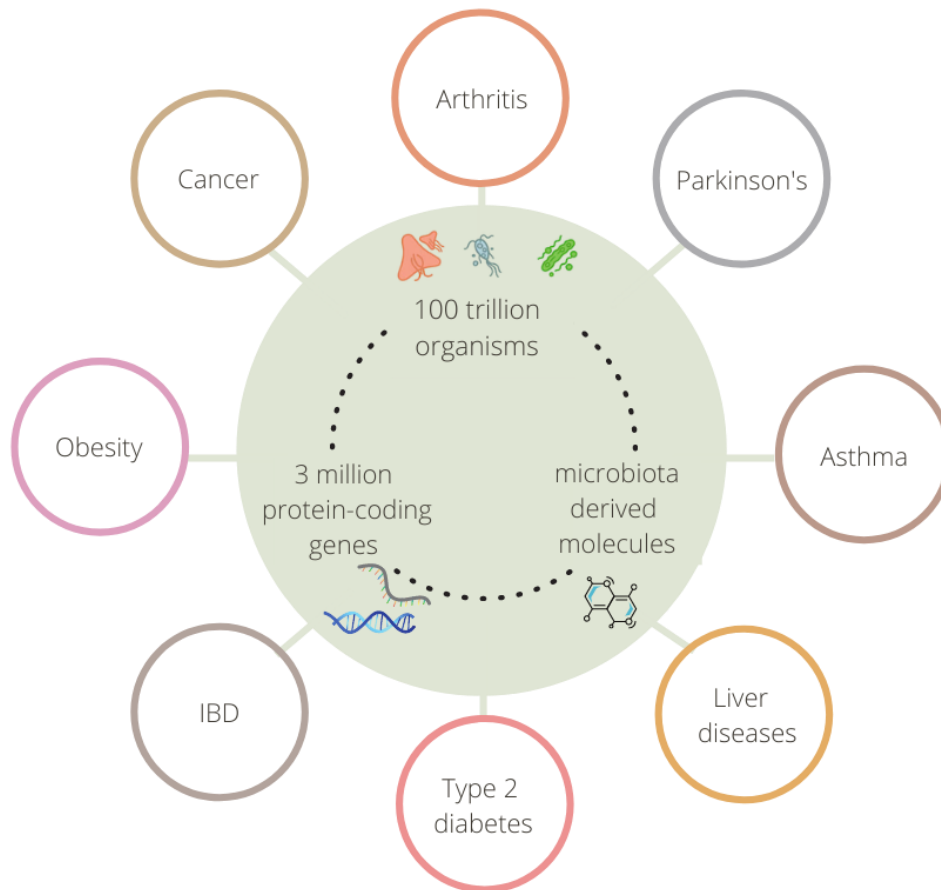 Arthritis
Cancer
Parkinson's
100 trillion
organisms
Obesity
Asthma
3 million
protein-coding
genes
microbiota
derived
molecules
IBD
Liver
diseases
Type 2
diabetes